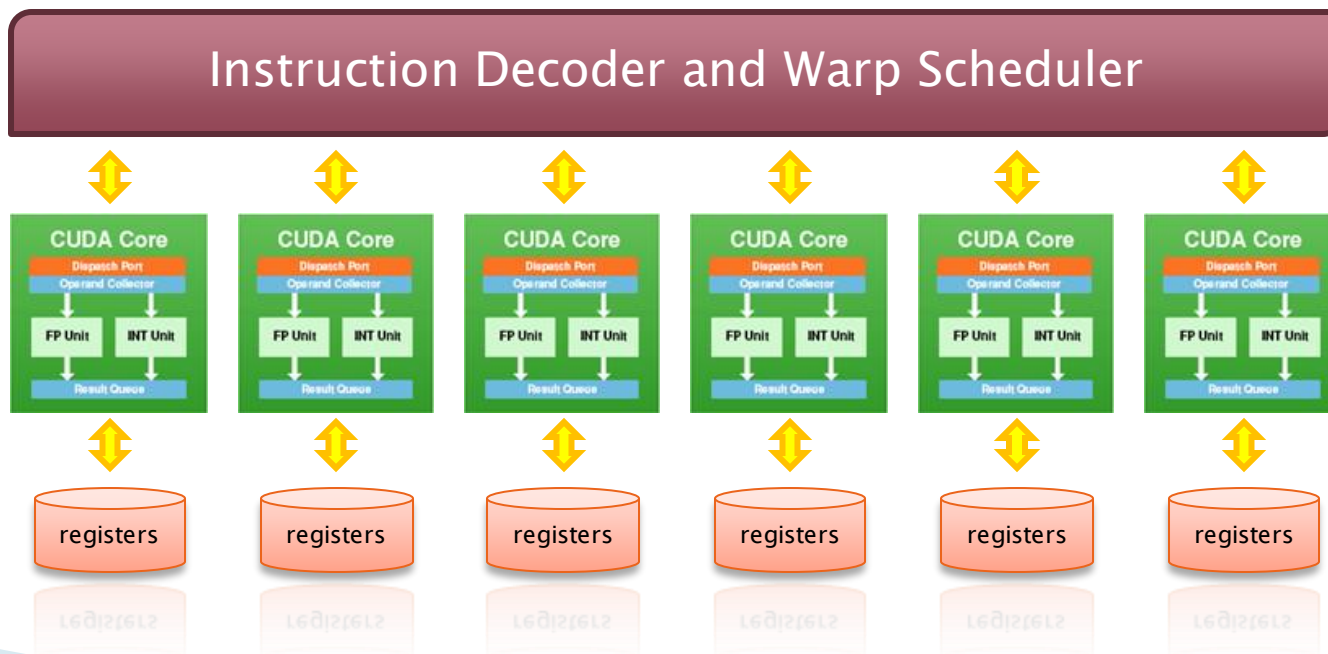 Instruction Decoder and Warp Scheduler
CUDA Core CUDA Core CUDA Core CUDA Core CUDA Core CUDA Core
Dispatch Port Dispatch Port Dispatch Port Dispatch Port Dispatch Port Dispatch Port
Operand Collector Operand Collector Operand Collector Operand Collector Operand Collector Operand Collector
FP Unit INT Unit FP Unit INT Unit FP Unit INT Unit FP Unit INT Unit FP Unit INT Unit FP Unit INT Unit
Result Queue Result Queue Result Queue Result Queue Result Queue Result Queue
registers registers registers registers registers registers